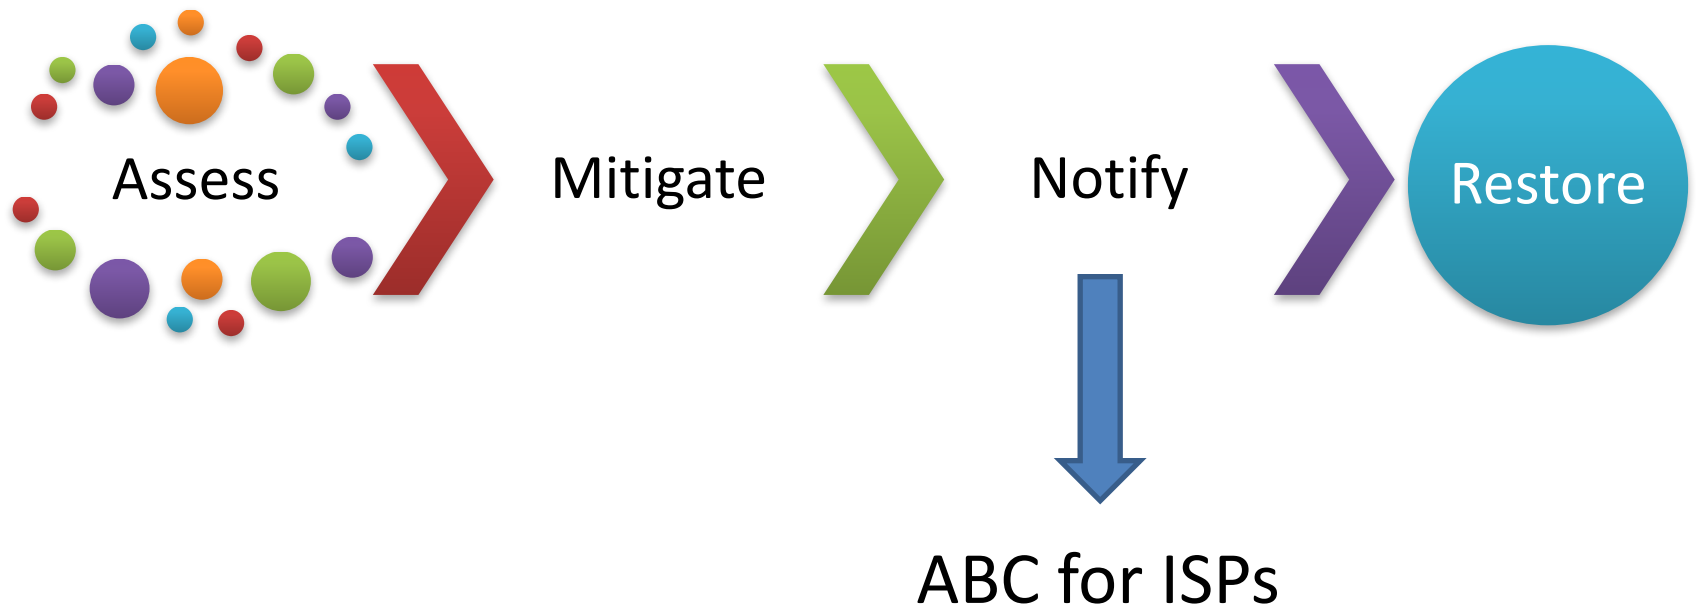 Assess
Mitigate
Notify
Restore
ABC for ISPs